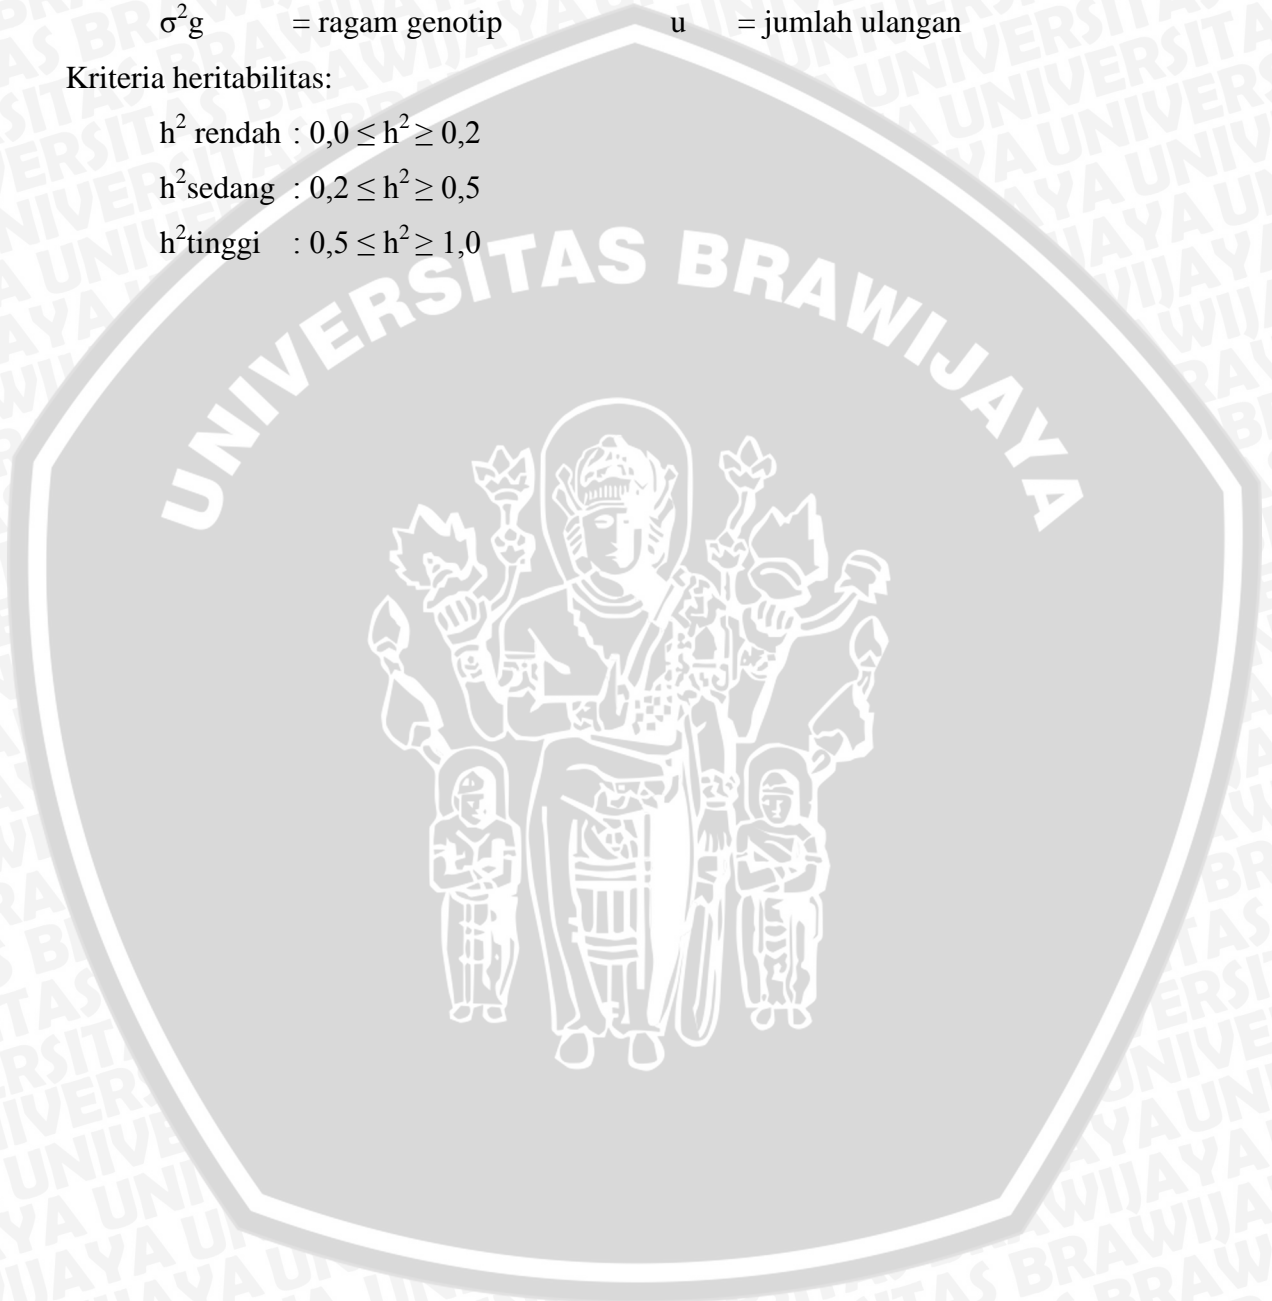 σ²g = ragam genotip u = jumlah ulangan
Kriteria heritabilitas:
h² rendah : 0,0 ≤ h² ≥ 0,2
h²sedang : 0,2 ≤ h² ≥ 0,5
h²tinggi : 0,5 ≤ h² ≥ 1,0
UNIVERSITAS BRAWIJAYA